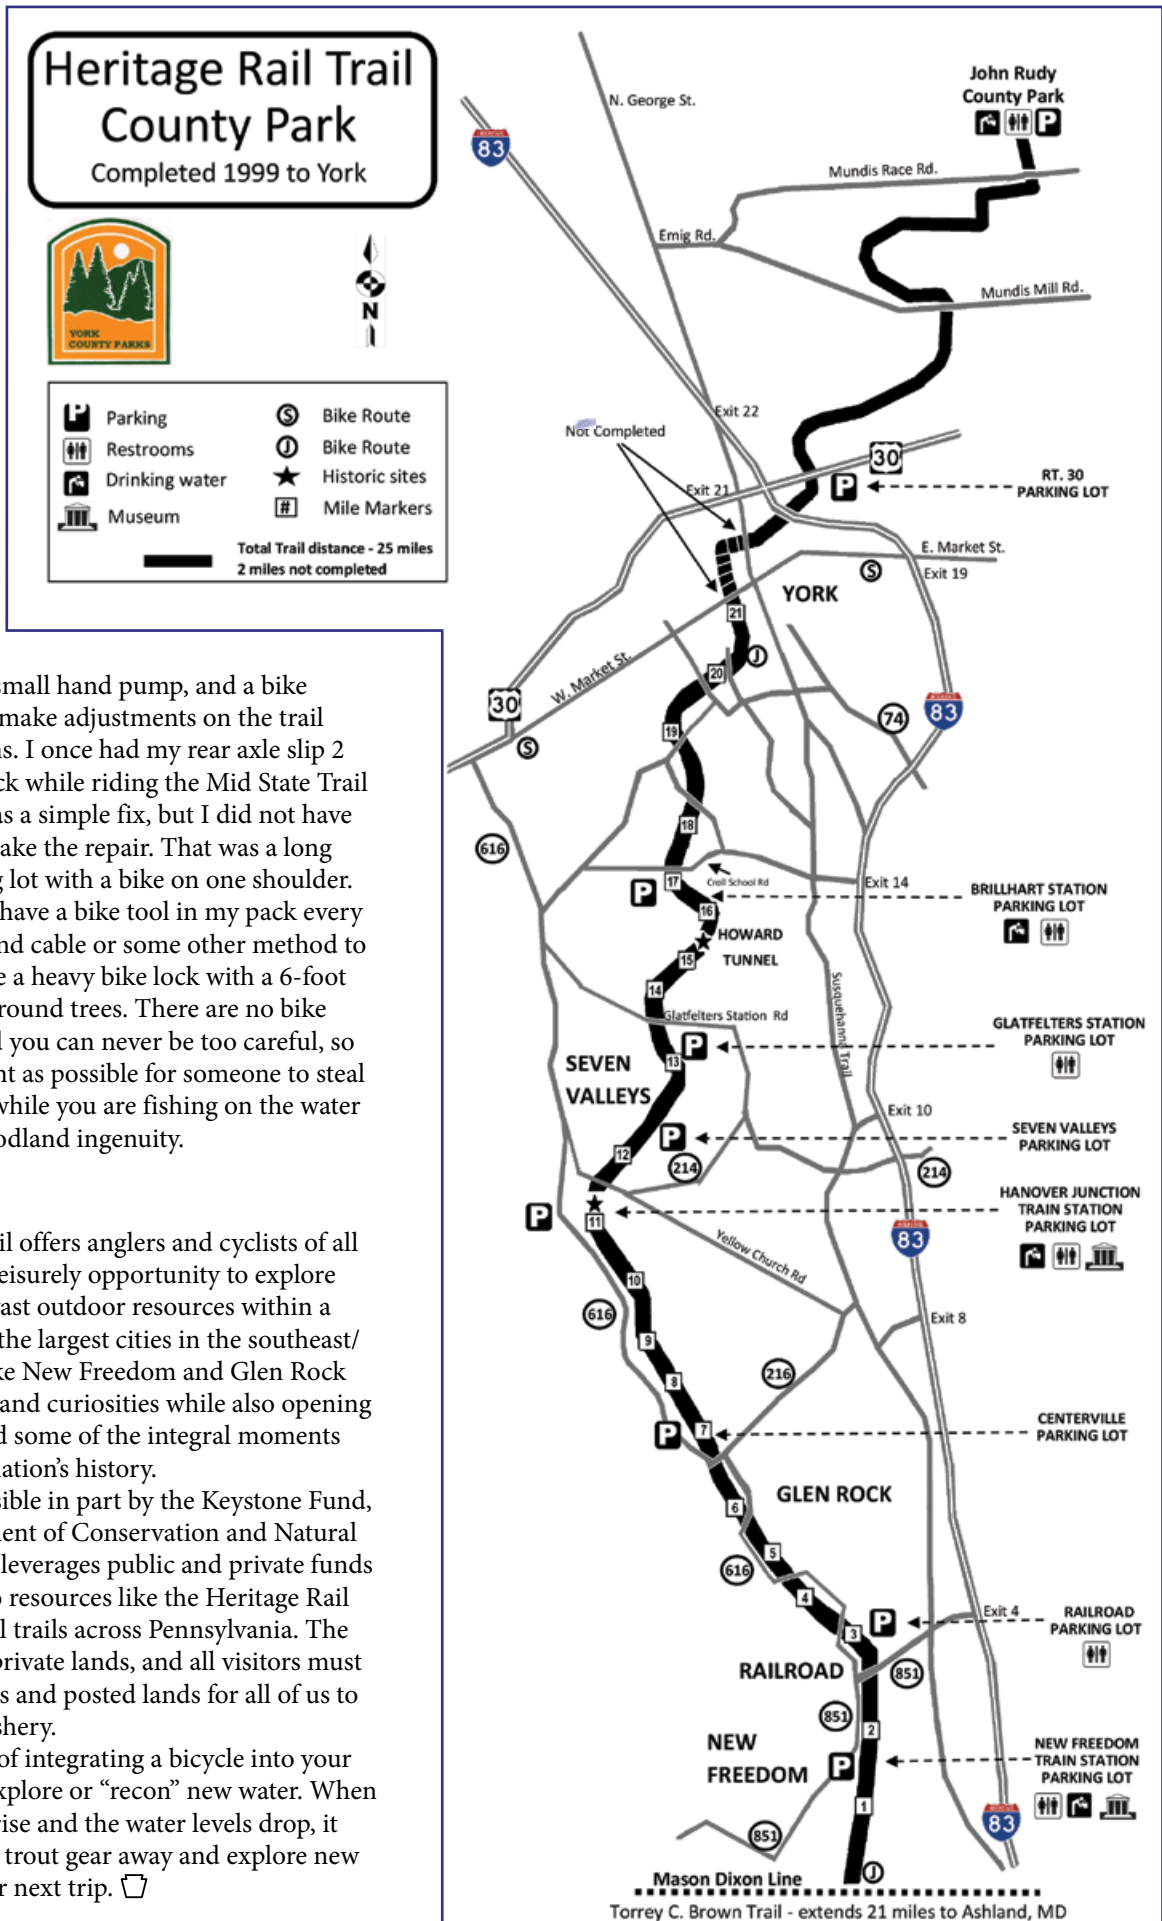 Heritage Rail Trail
County Park
Completed 1999 to York
YORK
COUNTY PARKS
N
P Parking
Restrooms
Drinking water
Museum
S Bike Route
J Bike Route
Historic sites
# Mile Markers
Total Trail distance - 25 miles
2 miles not completed
83
N. George St.
John Rudy
County Park
P
Mundis Race Rd.
Emig Rd.
Mundis Mill Rd.
Exit 22
Not Completed
30
Exit 21
P
RT. 30
PARKING LOT
E. Market St.
S
Exit 19
YORK
21
J
W. Market St.
20
30
S
19
74
83
18
616
Croll School Rd
17
P
Exit 14
BRILLHART STATION
PARKING LOT
16
HOWARD
TUNNEL
15
14
Susquehanna Trail
Glatfelters Station Rd
GLATFELTERS STATION
PARKING LOT
P
13
SEVEN
VALLEYS
Exit 10
SEVEN VALLEYS
PARKING LOT
P
12
214
214
HANOVER JUNCTION
TRAIN STATION
PARKING LOT
P
11
83
Yellow Church Rd
10
616
9
Exit 8
8
216
CENTERVILLE
PARKING LOT
P
7
GLEN ROCK
6
5
616
4
Exit 4
RAILROAD
PARKING LOT
P
3
RAILROAD
851
851
2
NEW
FREEDOM
P
NEW FREEDOM
TRAIN STATION
PARKING LOT
1
83
851
J
Mason Dixon Line
Torrey C. Brown Trail - extends 21 miles to Ashland, MD
small hand pump, and a bike
make adjustments on the trail
ns. I once had my rear axle slip 2
ck while riding the Mid State Trail
as a simple fix, but I did not have
ake the repair. That was a long
g lot with a bike on one shoulder.
have a bike tool in my pack every
nd cable or some other method to
e a heavy bike lock with a 6-foot
round trees. There are no bike
d you can never be too careful, so
nt as possible for someone to steal
while you are fishing on the water
odland ingenuity.
il offers anglers and cyclists of all
eisurely opportunity to explore
vast outdoor resources within a
the largest cities in the southeast/
ke New Freedom and Glen Rock
and curiosities while also opening
d some of the integral moments
nation’s history.
sible in part by the Keystone Fund,
ment of Conservation and Natural
leverages public and private funds
o resources like the Heritage Rail
l trails across Pennsylvania. The
private lands, and all visitors must
s and posted lands for all of us to
shery.
of integrating a bicycle into your
explore or “recon” new water. When
rise and the water levels drop, it
trout gear away and explore new
r next trip.